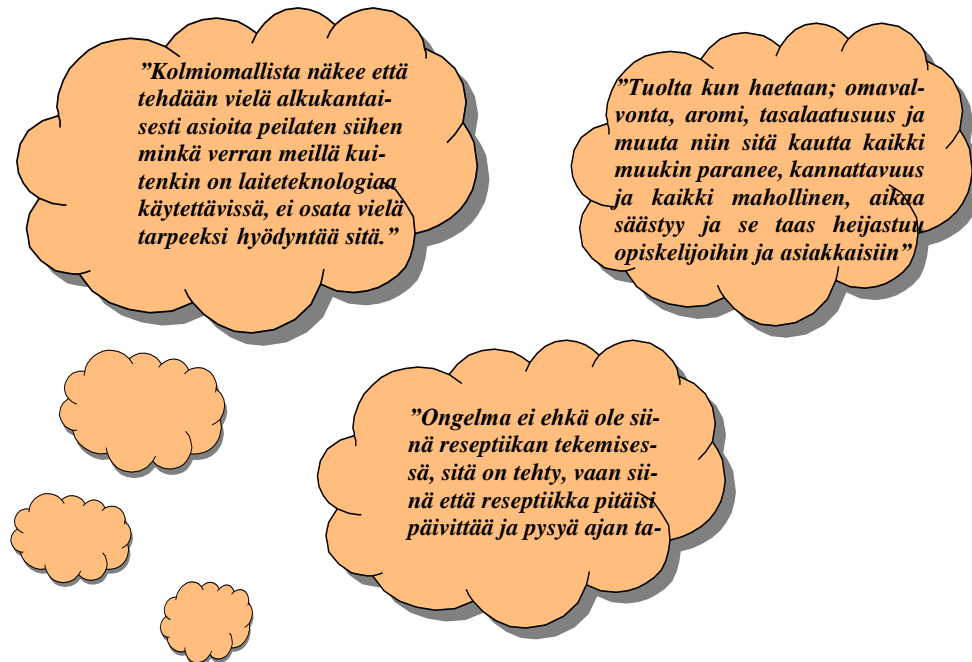 ”Kolmiomallista näkee että
tehdään vielä alkukantai-
sesti asioita peilaten siihen
minkä verran meillä kui-
tenkin on laiteteknologiaa
käytettävissä, ei osata vielä
tarpeeksi hyödyntää sitä.”
”Tuolta kun haetaan; omaval-
vonta, aromi, tasalaatusuus ja
muuta niin sitä kautta kaikki
muukin paranee, kannattavuus
ja kaikki mahollinen, aikaa
säästyy ja se taas heijastuu
opiskelijoihin ja asiakkaisiin”
”Ongelma ei ehkä ole sii-
nä reseptiikan tekemises-
sä, sitä on tehty, vaan sii-
nä että reseptiikka pitäisi
päivittää ja pysyä ajan ta-